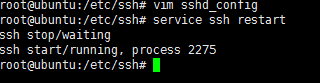 root@ubuntu:/etc/ssh# vim sshd_config
root@ubuntu:/etc/ssh# service ssh restart
ssh stop/waiting
ssh start/running, process 2275
root@ubuntu:/etc/ssh#